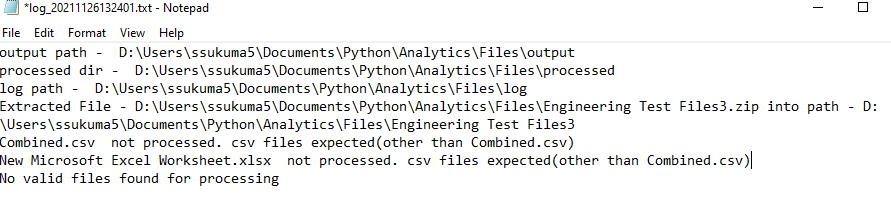 *log_20211126132401.txt - Notepad
File Edit Format View Help
output path -  D:\Users\ssukuma5\Documents\Python\Analytics\Files\output
processed dir -  D:\Users\ssukuma5\Documents\Python\Analytics\Files\processed
log path -  D:\Users\ssukuma5\Documents\Python\Analytics\Files\log
Extracted File - D:\Users\ssukuma5\Documents\Python\Analytics\Files\Engineering Test Files3.zip into path - D:
\Users\ssukuma5\Documents\Python\Analytics\Files\Engineering Test Files3
Combined.csv  not processed. csv files expected(other than Combined.csv)
New Microsoft Excel Worksheet.xlsx  not processed. csv files expected(other than Combined.csv)
No valid files found for processing